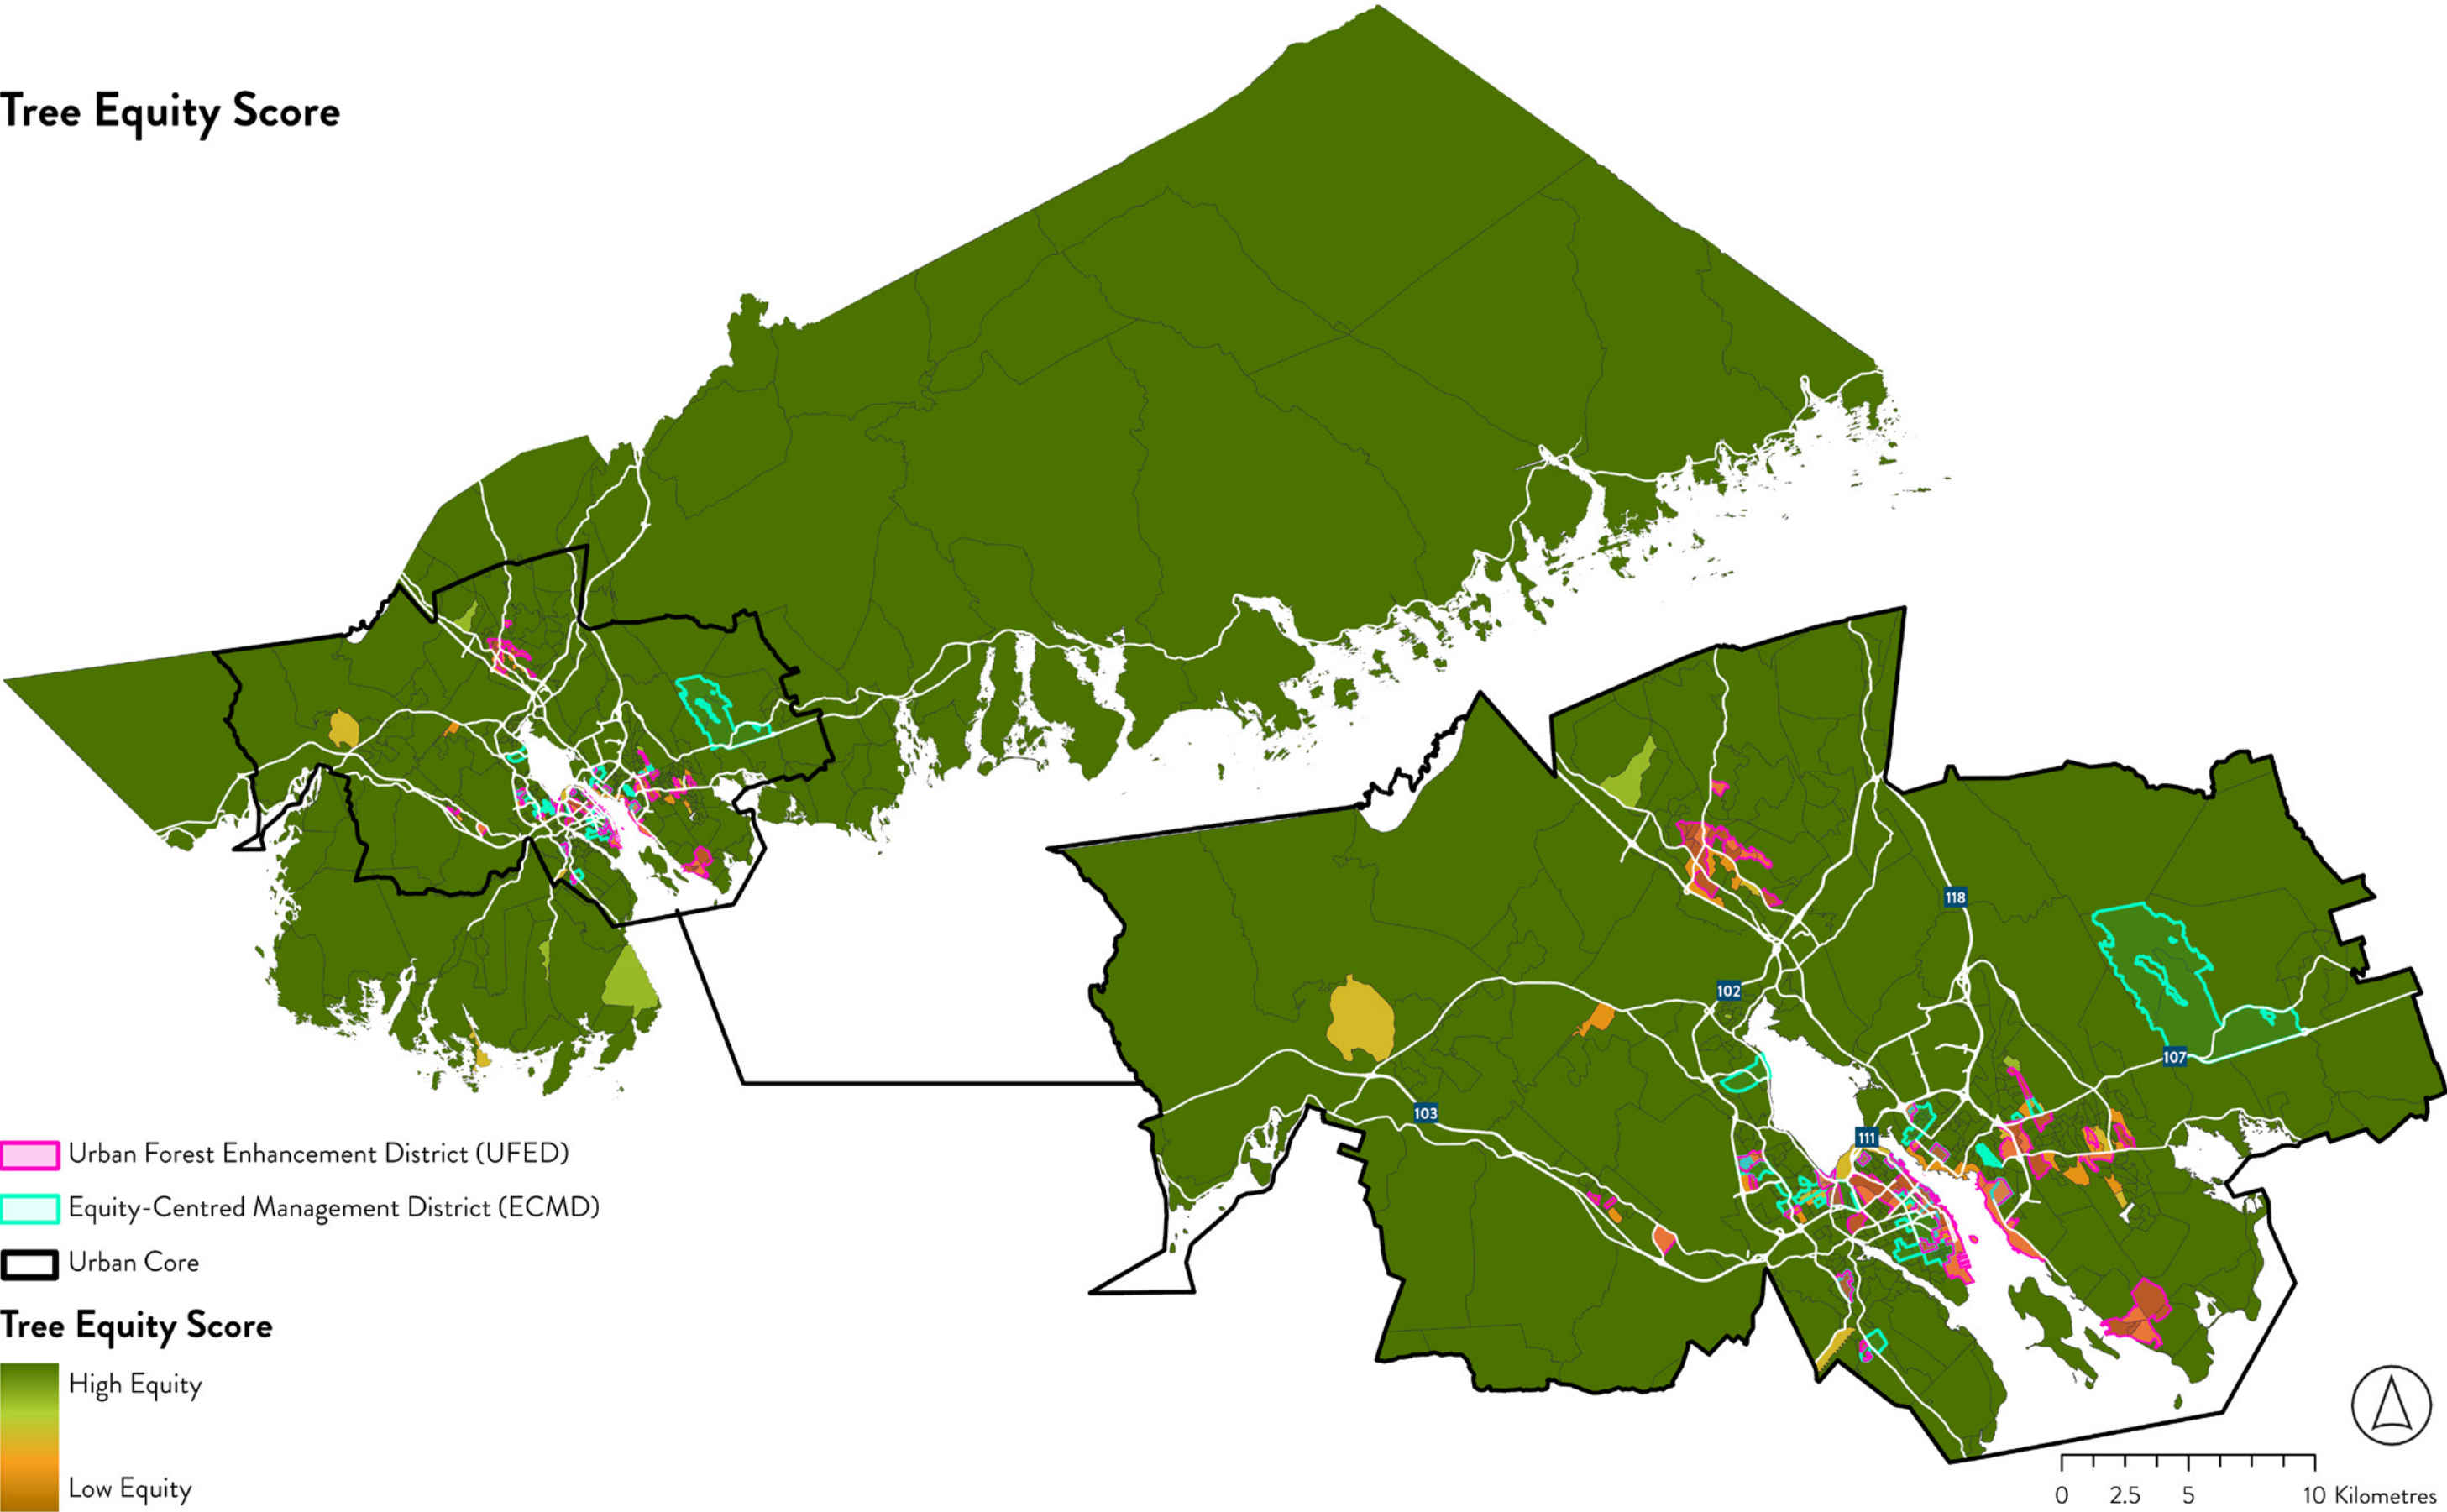 Tree Equity Score
118
102
107
103
111
Urban Forest Enhancement District (UFED)
Equity-Centred Management District (ECMD)
Urban Core
Tree Equity Score
High Equity
Low Equity
0 2.5 5 10 Kilometres